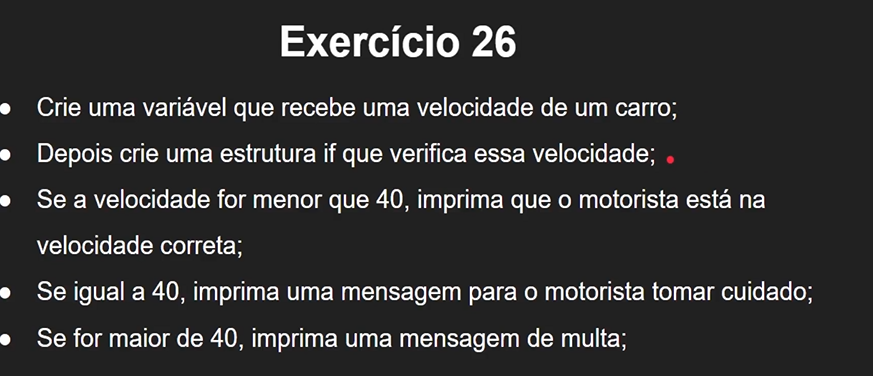 Exercício 26
● Crie uma variável que recebe uma velocidade de um carro;
● Depois crie uma estrutura if que verifica essa velocidade;
● Se a velocidade for menor que 40, imprima que o motorista está na
velocidade correta;
● Se igual a 40, imprima uma mensagem para o motorista tomar cuidado;
● Se for maior de 40, imprima uma mensagem de multa;